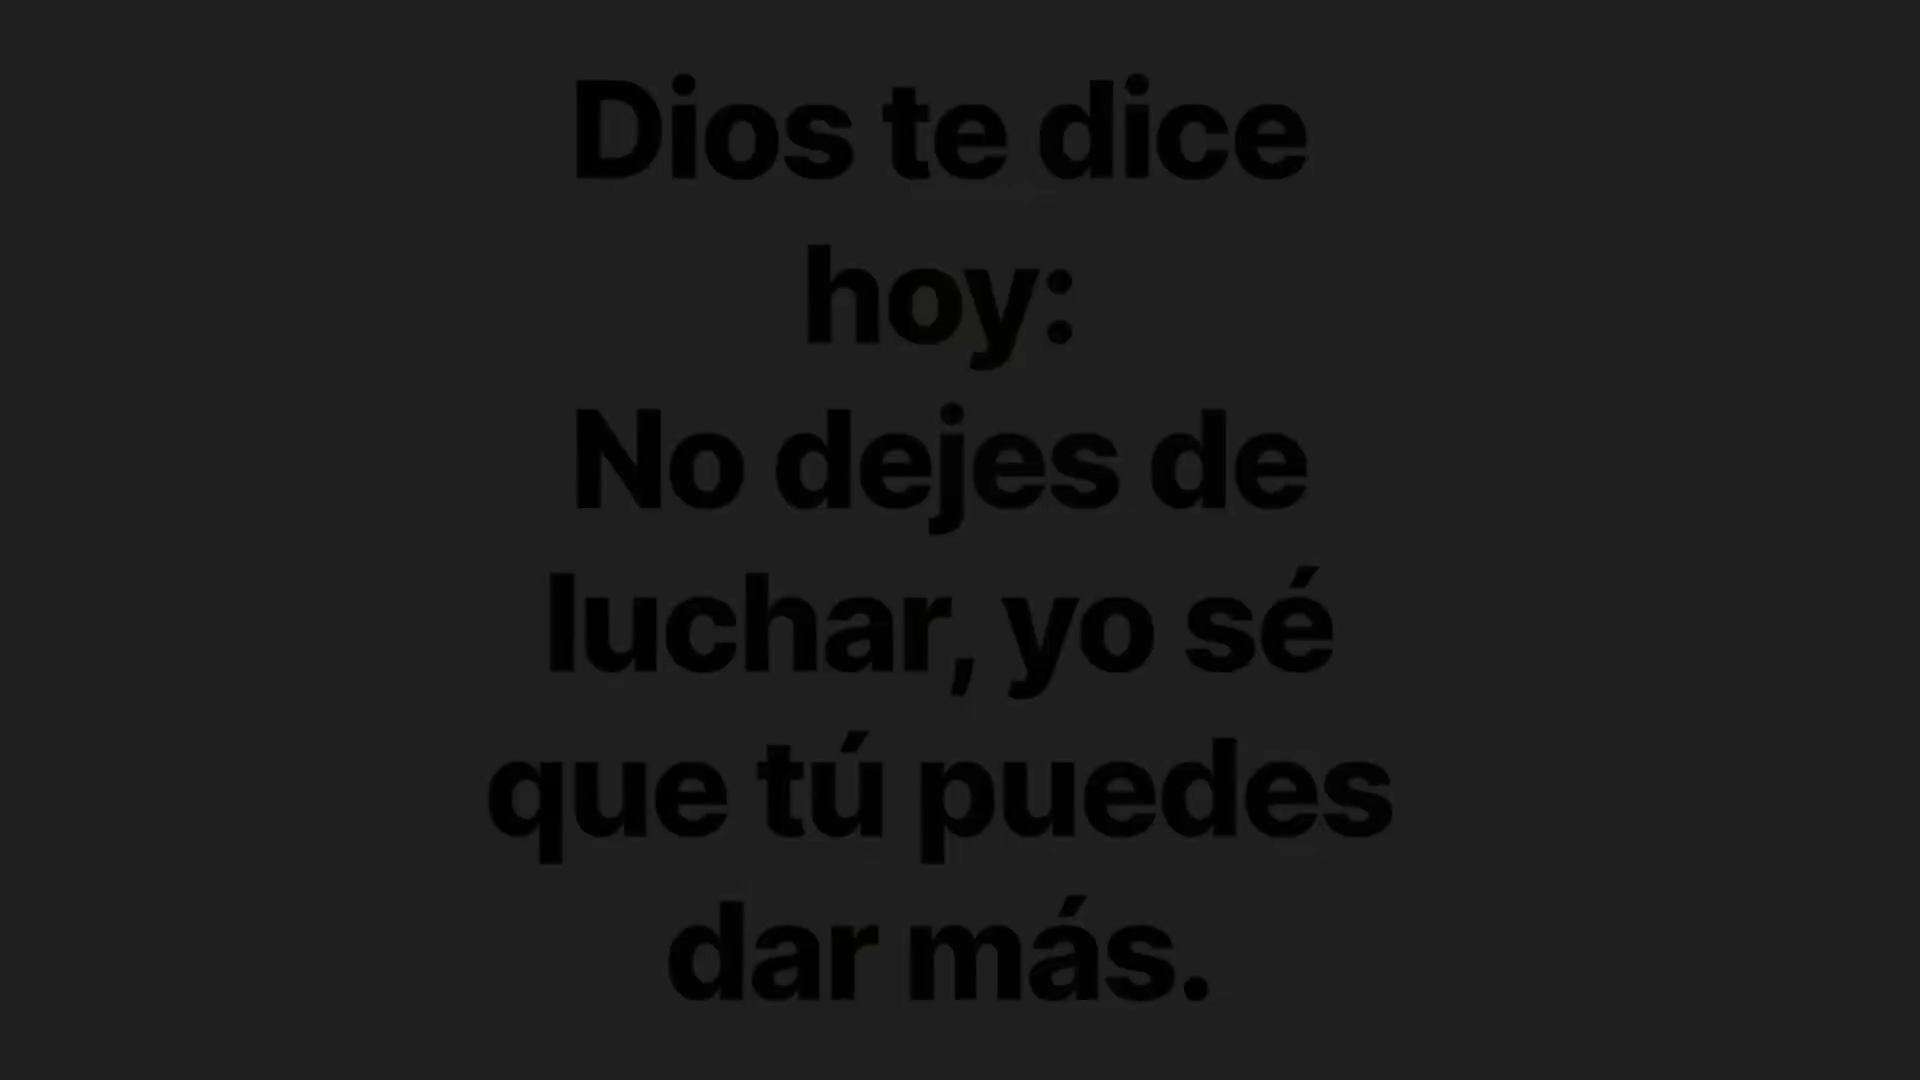 Dios te dice
hoy:
No dejes de
luchar, yo sé
que tú puedes
dar más.